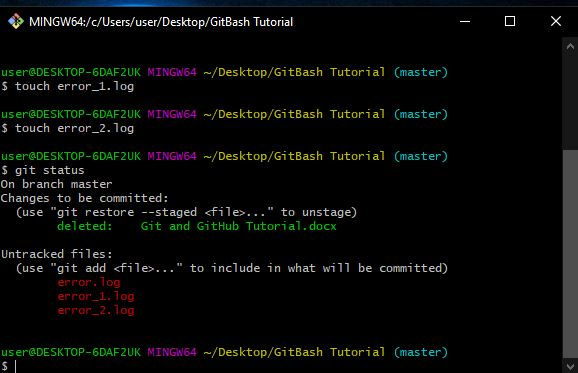 MINGW64:/c/Users/user/Desktop/GitBash Tutorial
user@DESKTOP-6DAF2UK MINGW64 ~/Desktop/GitBash Tutorial (master)
$ touch error_1.log
user@DESKTOP-6DAF2UK MINGW64 ~/Desktop/GitBash Tutorial (master)
$ touch error_2.log
user@DESKTOP-6DAF2UK MINGW64 ~/Desktop/GitBash Tutorial (master)
$ git status
On branch master
Changes to be committed:
  (use "git restore --staged <file>..." to unstage)
        deleted:    Git and GitHub Tutorial.docx
Untracked files:
  (use "git add <file>..." to include in what will be committed)
        error.log
        error_1.log
        error_2.log
user@DESKTOP-6DAF2UK MINGW64 ~/Desktop/GitBash Tutorial (master)
$